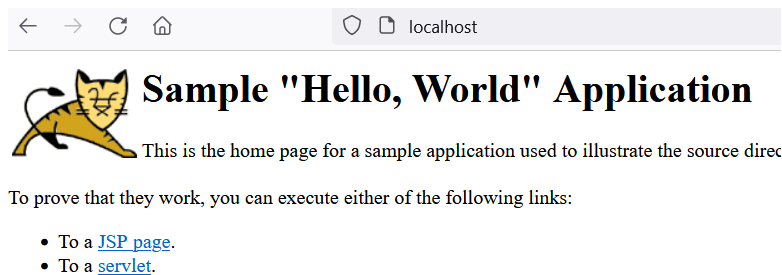 localhost
Sample "Hello, World" Application
This is the home page for a sample application used to illustrate the source
To prove that they work, you can execute either of the following links:
To a JSP page.
To a servlet.